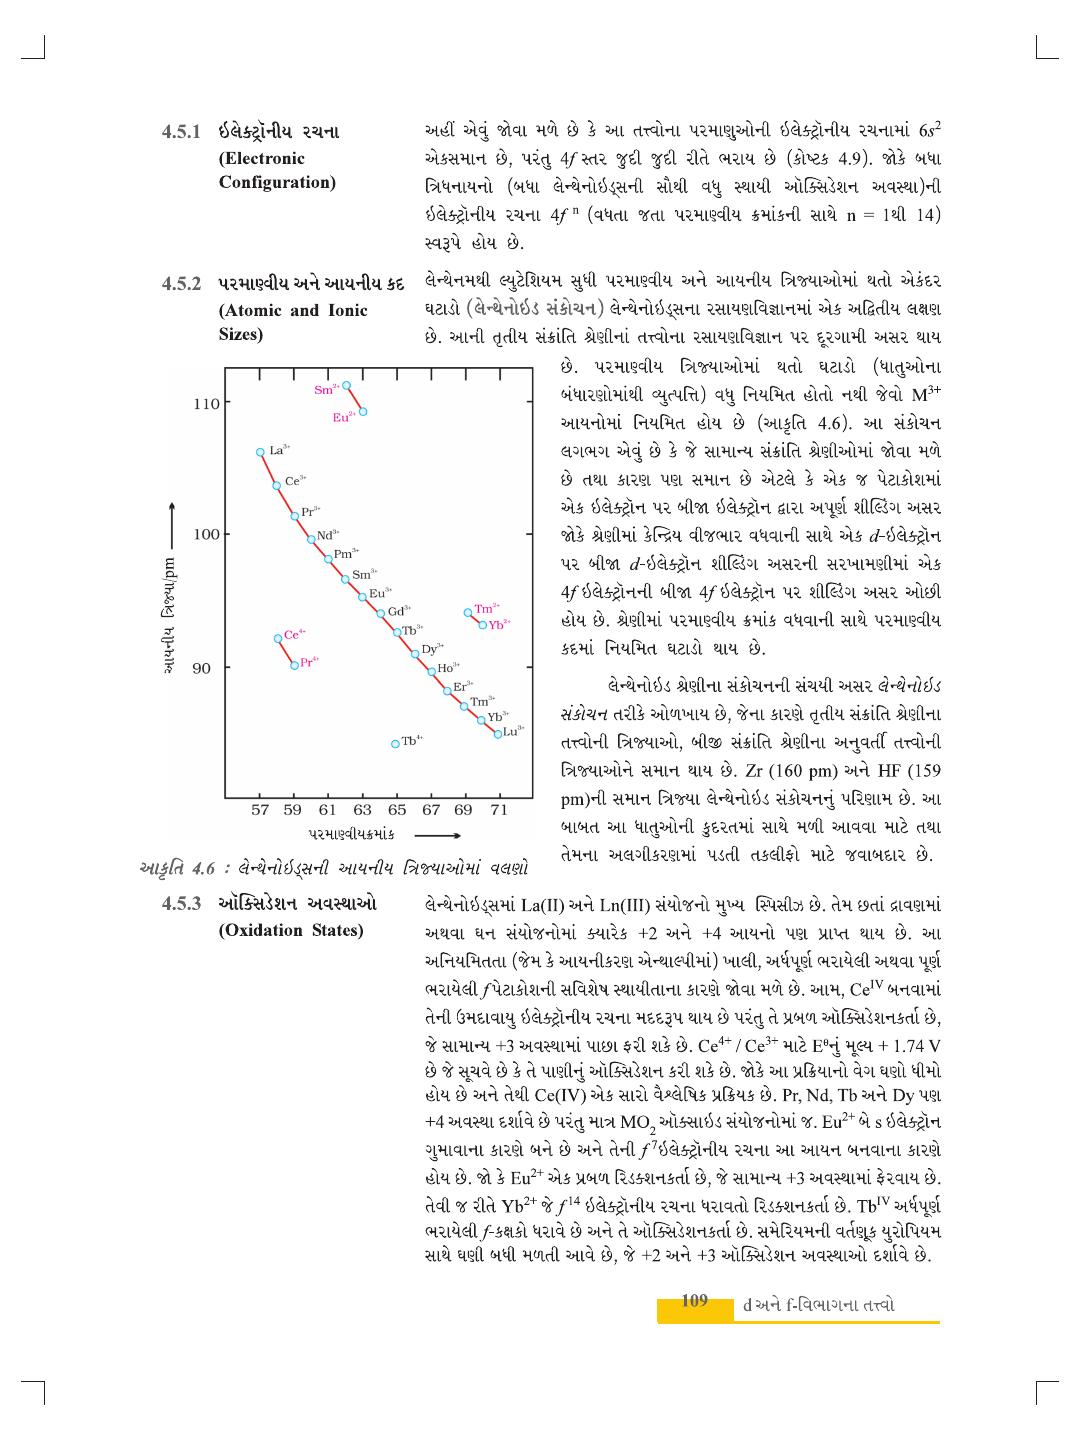 4.5.1 ઇલેક્ટ્રૉનીય રચના
(Electronic
Configuration)
અહીં એવું જોવા મળે છે કે આ તત્ત્વોના પરમાણુઓની ઇલેક્ટ્રૉનીય રચનામાં 6s²
એકસમાન છે, પરંતુ 4f સ્તર જુદી જુદી રીતે ભરાય છે (કોષ્ટક 4.9). જોકે બધા
ત્રિધનાયનો (બધા લેન્થેનોઇડ્સની સૌથી વધુ સ્થાયી ઑક્સિડેશન અવસ્થા)ની
ઇલેક્ટ્રૉનીય રચના 4f ⁿ (વધતા જતા પરમાણ્વીય ક્રમાંકની સાથે n = 1થી 14)
સ્વરૂપે હોય છે.
4.5.2 પરમાણ્વીય અને આયનીય કદ
(Atomic and Ionic
Sizes)
લેન્થેનમથી લ્યુટેશિયમ સુધી પરમાણ્વીય અને આયનીય ત્રિજ્યાઓમાં થતો એકંદર
ઘટાડો (લેન્થેનોઇડ સંકોચન) લેન્થેનોઇડ્સના રસાયણવિજ્ઞાનમાં એક અદ્વિતીય લક્ષણ
છે. આની તૃતીય સંક્રાંતિ શ્રેણીનાં તત્ત્વોના રસાયણવિજ્ઞાન પર દૂરગામી અસર થાય
છે. પરમાણ્વીય ત્રિજ્યાઓમાં થતો ઘટાડો (ધાતુઓના
બંધારણોમાંથી વ્યુત્પત્તિ) વધુ નિયમિત હોતો નથી જેવો M³⁺
આયનોમાં નિયમિત હોય છે (આકૃતિ 4.6). આ સંકોચન
લગભગ એવું છે કે જે સામાન્ય સંક્રાંતિ શ્રેણીઓમાં જોવા મળે
છે તથા કારણ પણ સમાન છે એટલે કે એક જ પેટાકોશમાં
એક ઇલેક્ટ્રૉન પર બીજા ઇલેક્ટ્રૉન દ્વારા અપૂર્ણ શીલ્ડિંગ અસર
જોકે શ્રેણીમાં કેન્દ્રિય વીજભાર વધવાની સાથે એક d-ઇલેક્ટ્રૉન
પર બીજા d-ઇલેક્ટ્રૉન શીલ્ડિંગ અસરની સરખામણીમાં એક
4f ઇલેક્ટ્રૉનની બીજા 4f ઇલેક્ટ્રૉન પર શીલ્ડિંગ અસર ઓછી
હોય છે. શ્રેણીમાં પરમાણ્વીય ક્રમાંક વધવાની સાથે પરમાણ્વીય
કદમાં નિયમિત ઘટાડો થાય છે.
લેન્થેનોઇડ શ્રેણીના સંકોચનની સંચયી અસર લેન્થેનોઇડ
સંકોચન તરીકે ઓળખાય છે, જેના કારણે તૃતીય સંક્રાંતિ શ્રેણીના
તત્ત્વોની ત્રિજ્યાઓ, બીજી સંક્રાંતિ શ્રેણીના અનુવર્તી તત્ત્વોની
ત્રિજ્યાઓને સમાન થાય છે. Zr (160 pm) અને HF (159
pm)ની સમાન ત્રિજ્યા લેન્થેનોઇડ સંકોચનનું પરિણામ છે. આ
બાબત આ ધાતુઓની કુદરતમાં સાથે મળી આવવા માટે તથા
તેમના અલગીકરણમાં પડતી તકલીફો માટે જવાબદાર છે.
આયનીય ત્રિજ્યા/pm
110
100
90
Sm²⁺
Eu²⁺
La³⁺
Ce³⁺
Pr³⁺
Nd³⁺
Pm³⁺
Sm³⁺
Eu³⁺
Gd³⁺
Tb³⁺
Dy³⁺
Ho³⁺
Er³⁺
Tm³⁺
Yb³⁺
Lu³⁺
Tm²⁺
Yb²⁺
Ce⁴⁺
Pr⁴⁺
Tb⁴⁺
57 59 61 63 65 67 69 71
પરમાણ્વીયક્રમાંક
આકૃતિ 4.6 : લેન્થેનોઇડ્સની આયનીય ત્રિજ્યાઓમાં વલણો
4.5.3 ઑક્સિડેશન અવસ્થાઓ
(Oxidation States)
લેન્થેનોઇડ્સમાં La(II) અને Ln(III) સંયોજનો મુખ્ય સ્પિસીઝ છે. તેમ છતાં દ્રાવણમાં
અથવા ઘન સંયોજનોમાં ક્યારેક +2 અને +4 આયનો પણ પ્રાપ્ત થાય છે. આ
અનિયમિતતા (જેમ કે આયનીકરણ એન્થાલ્પીમાં) ખાલી, અર્ધપૂર્ણ ભરાયેલી અથવા પૂર્ણ
ભરાયેલી f પેટાકોશની સવિશેષ સ્થાયીતાના કારણે જોવા મળે છે. આમ, Ceᴵⱽ બનવામાં
તેની ઉમદાવાયુ ઇલેક્ટ્રૉનીય રચના મદદરૂપ થાય છે પરંતુ તે પ્રબળ ઑક્સિડેશનકર્તા છે,
જે સામાન્ય +3 અવસ્થામાં પાછા ફરી શકે છે. Ce⁴⁺ / Ce³⁺ માટે Eᶿનું મૂલ્ય + 1.74 V
છે જે સૂચવે છે કે તે પાણીનું ઑક્સિડેશન કરી શકે છે. જોકે આ પ્રક્રિયાનો વેગ ઘણો ધીમો
હોય છે અને તેથી Ce(IV) એક સારો વૈશ્લેષિક પ્રક્રિયક છે. Pr, Nd, Tb અને Dy પણ
+4 અવસ્થા દર્શાવે છે પરંતુ માત્ર MO₂ ઑક્સાઇડ સંયોજનોમાં જ. Eu²⁺ બે s ઇલેક્ટ્રૉન
ગુમાવાના કારણે બને છે અને તેની f ⁷ઇલેક્ટ્રૉનીય રચના આ આયન બનવાના કારણે
હોય છે. જો કે Eu²⁺ એક પ્રબળ રિડક્શનકર્તા છે, જે સામાન્ય +3 અવસ્થામાં ફેરવાય છે.
તેવી જ રીતે Yb²⁺ જે f ¹⁴ ઇલેક્ટ્રૉનીય રચના ધરાવતો રિડક્શનકર્તા છે. Tbᴵⱽ અર્ધપૂર્ણ
ભરાયેલી f-કક્ષકો ધરાવે છે અને તે ઑક્સિડેશનકર્તા છે. સમેરિયમની વર્તણૂક યુરોપિયમ
સાથે ઘણી બધી મળતી આવે છે, જે +2 અને +3 ઑક્સિડેશન અવસ્થાઓ દર્શાવે છે.
109 d અને f-વિભાગના તત્ત્વો